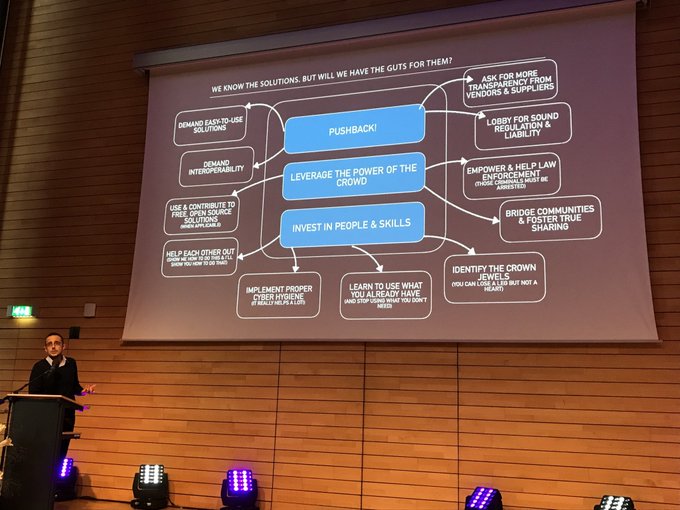 WE KNOW THE SOLUTIONS. BUT WILL WE HAVE THE GUTS FOR THEM?
PUSHBACK!
LEVERAGE THE POWER OF THE
CROWD
INVEST IN PEOPLE & SKILLS
DEMAND EASY-TO-USE
SOLUTIONS
DEMAND
INTEROPERABILITY
USE & CONTRIBUTE TO
FREE, OPEN SOURCE
SOLUTIONS
(WHEN APPLICABLE)
HELP EACH OTHER OUT
(SHOW ME HOW TO DO THIS & I'LL
SHOW YOU HOW TO DO THAT)
IMPLEMENT PROPER
CYBER HYGIENE
(IT REALLY HELPS A LOT!)
LEARN TO USE WHAT
YOU ALREADY HAVE
(AND STOP USING WHAT YOU DON'T
NEED)
IDENTIFY THE CROWN
JEWELS
(YOU CAN LOSE A LEG BUT NOT A
HEART)
BRIDGE COMMUNITIES
& FOSTER TRUE
SHARING
EMPOWER & HELP LAW
ENFORCEMENT
(THOSE CRIMINALS MUST BE
ARRESTED)
LOBBY FOR SOUND
REGULATION &
LIABILITY
ASK FOR MORE
TRANSPARENCY FROM
VENDORS & SUPPLIERS